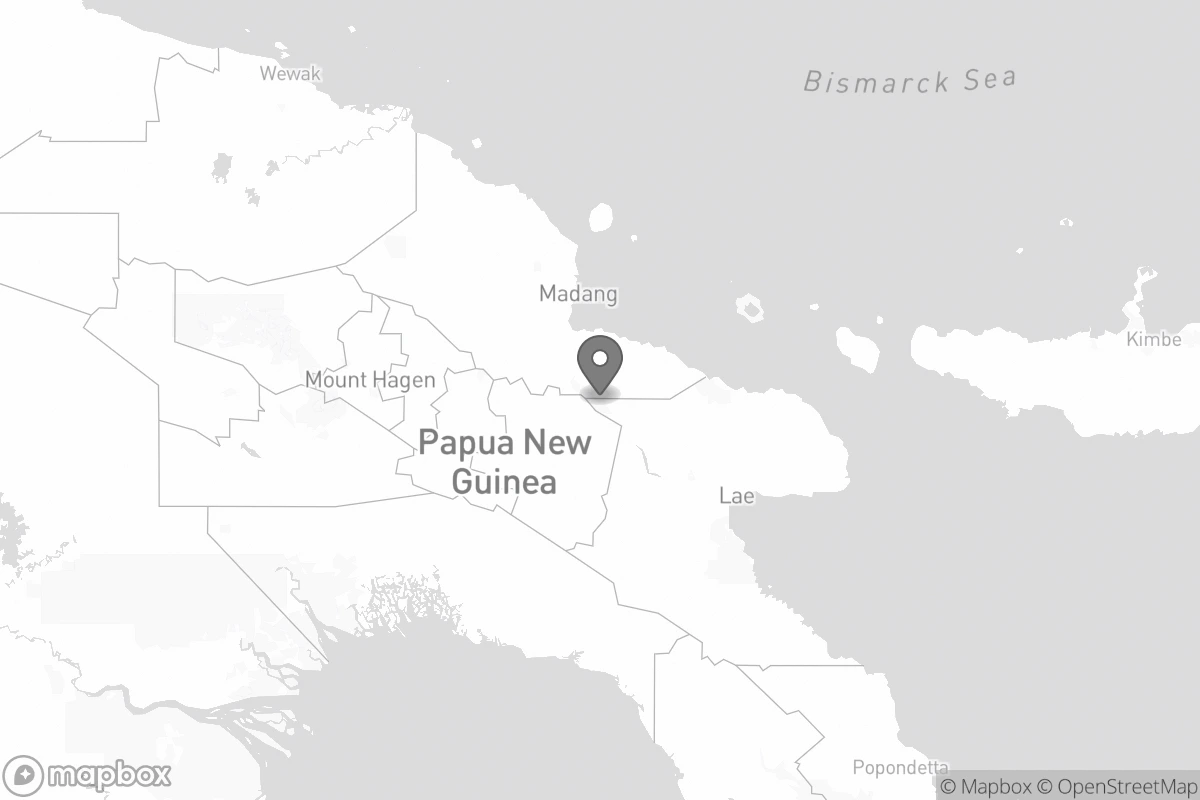 Wewak
Bismarck Sea
Madang
Kimbe
Mount Hagen
Papua New
Guinea
Lae
Popondetta
mapbox
© Mapbox © OpenStreetMap